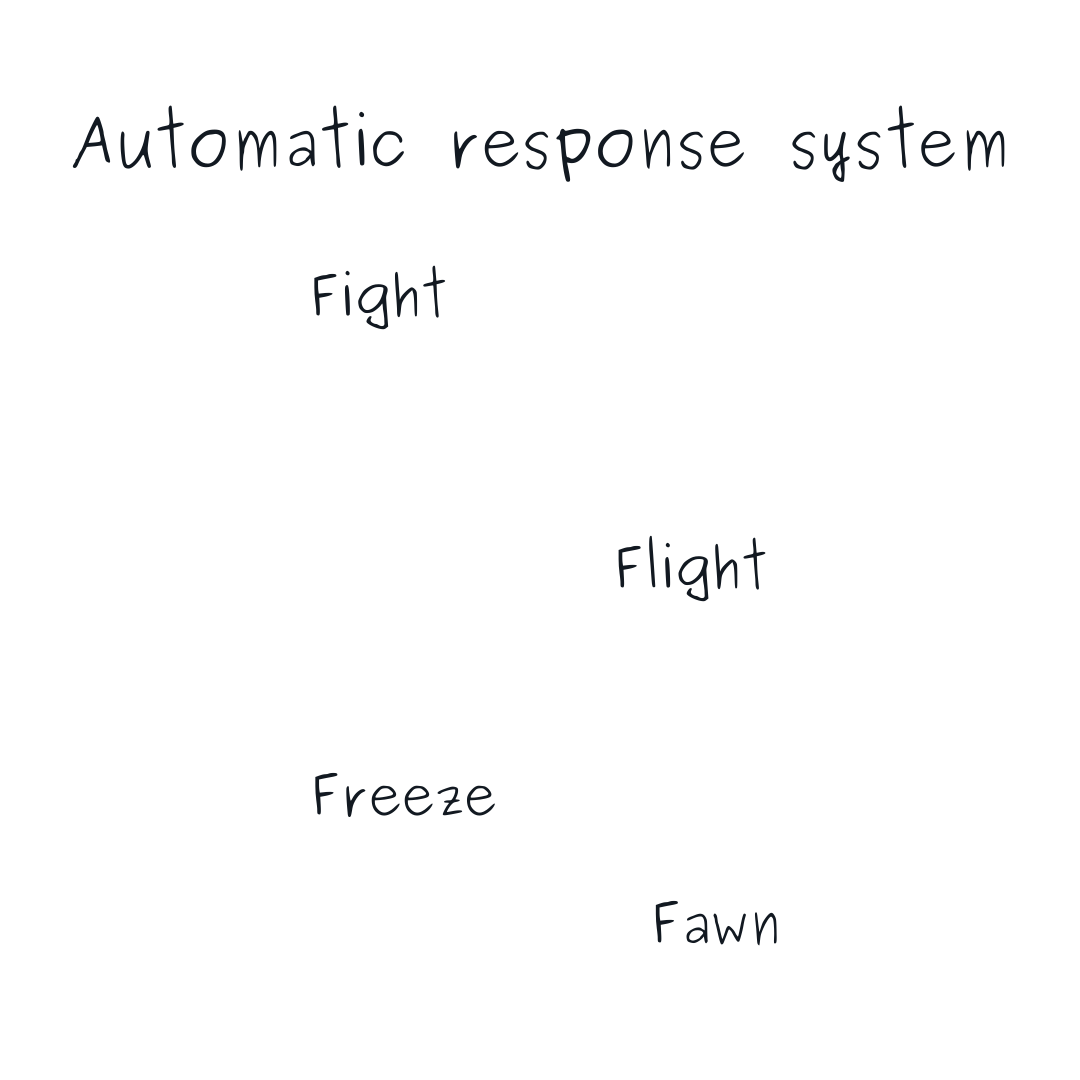 Automatic response system
Fight
Flight
Freeze
Fawn